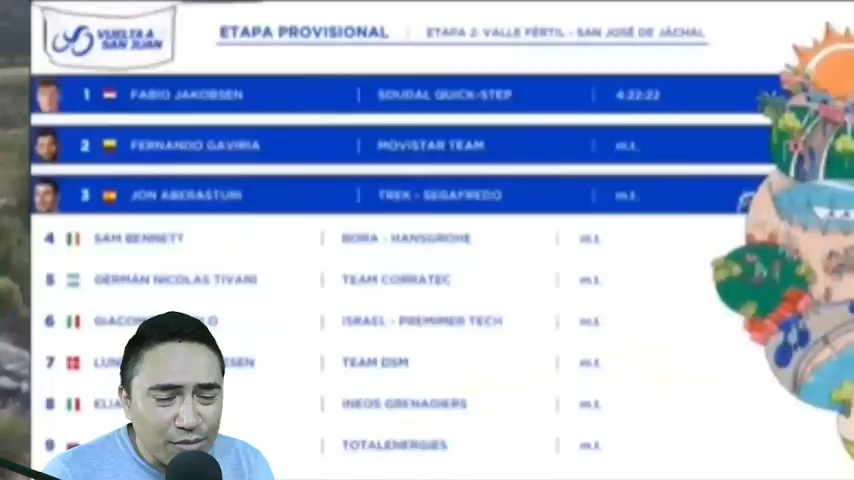 VUELTA A
SAN JUAN
ETAPA PROVISIONAL | ETAPA 2: VALLE FÉRTIL - SAN JOSÉ DE JÁCHAL
1 FABIO JAKOBSEN | SOUDAL QUICK-STEP | 4:22:22
2 FERNANDO GAVIRIA | MOVISTAR TEAM | m.t.
3 JON ABERASTURI | TREK - SEGAFREDO | m.t.
4 SAM BENNETT | BORA - HANSGROHE | m.t.
5 GERMÁN NICOLÁS TIVANI | TEAM CORRATEC | m.t.
6 | ISRAEL - PREMIMER TECH | m.t.
7 | TEAM DSM | m.t.
8 | INEOS GRENADIERS | m.t.
9 | TOTALENERGIES | m.t.